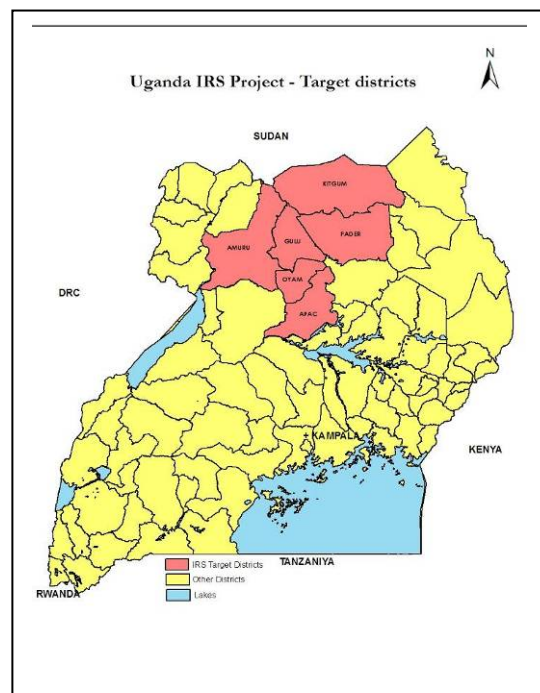 N
Uganda IRS Project - Target districts
SUDAN
KITGUM
PADER
GULU
AMURU
OYAM
APAC
DRC
KAMPALA
KENYA
TANZANIYA
RWANDA
IRS Target Districts
Other Districts
Lakes